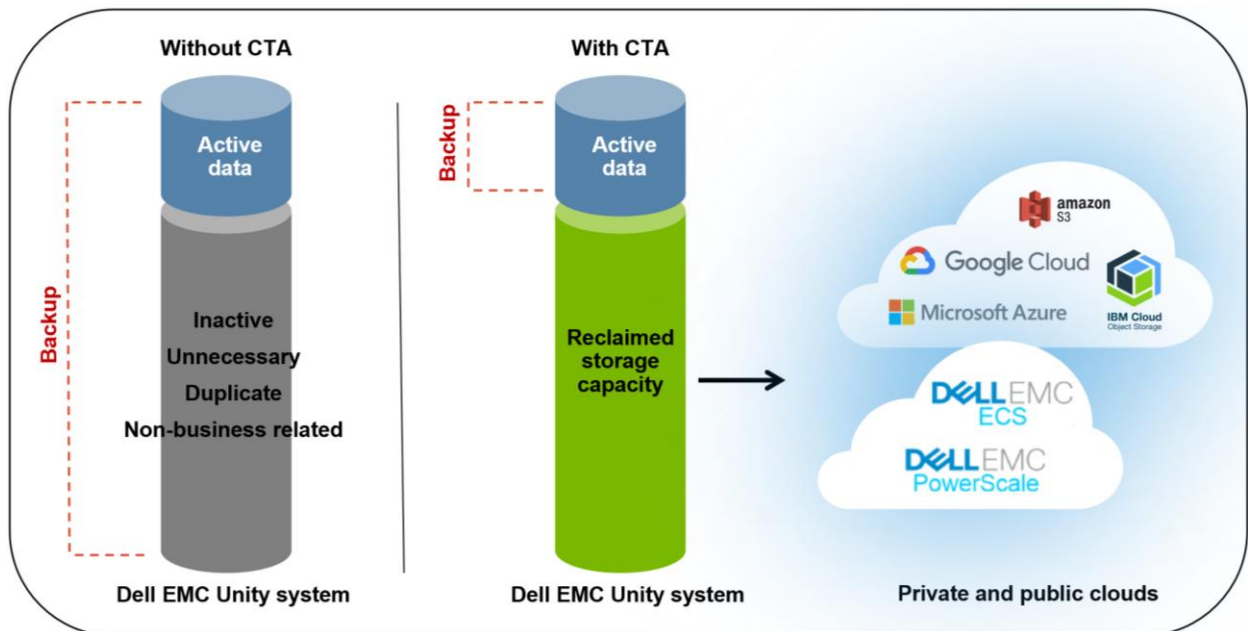 Without CTA
Backup
Active
data
Inactive
Unnecessary
Duplicate
Non-business related
Dell EMC Unity system
With CTA
Backup
Active
data
Reclaimed
storage
capacity
Dell EMC Unity system
amazon
S3
Google Cloud
Microsoft Azure
IBM Cloud
Object Storage
DELLEMC
ECS
DELLEMC
PowerScale
Private and public clouds